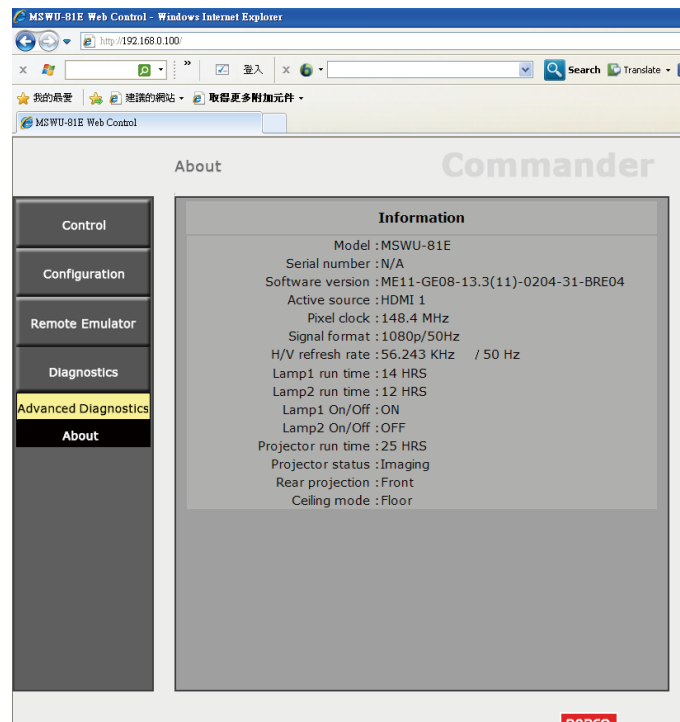 MSWU-81E Web Control - Windows Internet Explorer
http://192.168.0.100/
x » 登入 x Search Translate
我的最愛 建議的網站 取得更多附加元件
MSWU-81E Web Control
About Commander
Control
Configuration
Remote Emulator
Diagnostics
Advanced Diagnostics
About
Information
Model :MSWU-81E
Serial number :N/A
Software version :ME11-GE08-13.3(11)-0204-31-BRE04
Active source :HDMI 1
Pixel clock :148.4 MHz
Signal format :1080p/50Hz
H/V refresh rate :56.243 KHz / 50 Hz
Lamp1 run time :14 HRS
Lamp2 run time :12 HRS
Lamp1 On/Off :ON
Lamp2 On/Off :OFF
Projector run time :25 HRS
Projector status :Imaging
Rear projection :Front
Ceiling mode :Floor